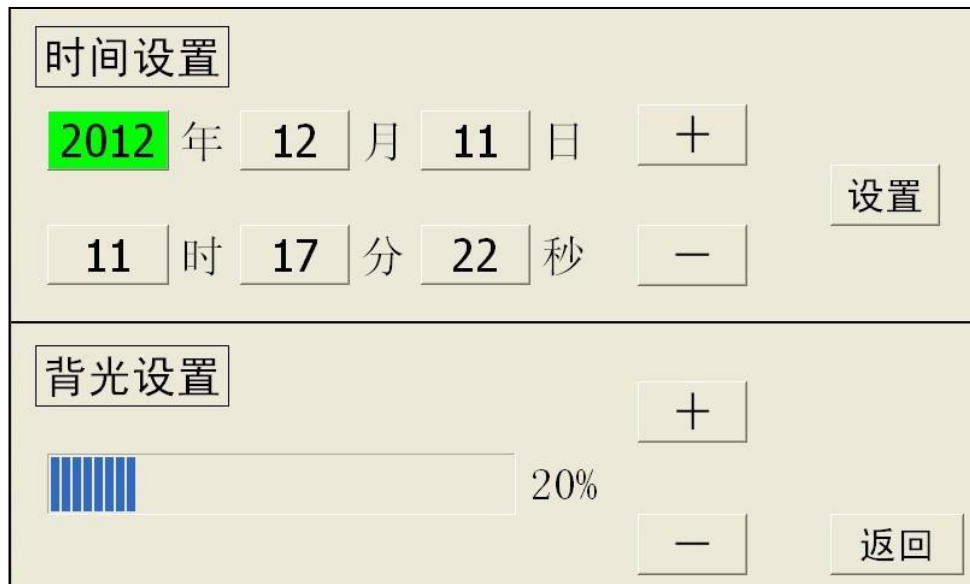 时间设置
2012 年 12 月 11 日 +
设置
11 时 17 分 22 秒 −
背光设置
+
20%
− 返回